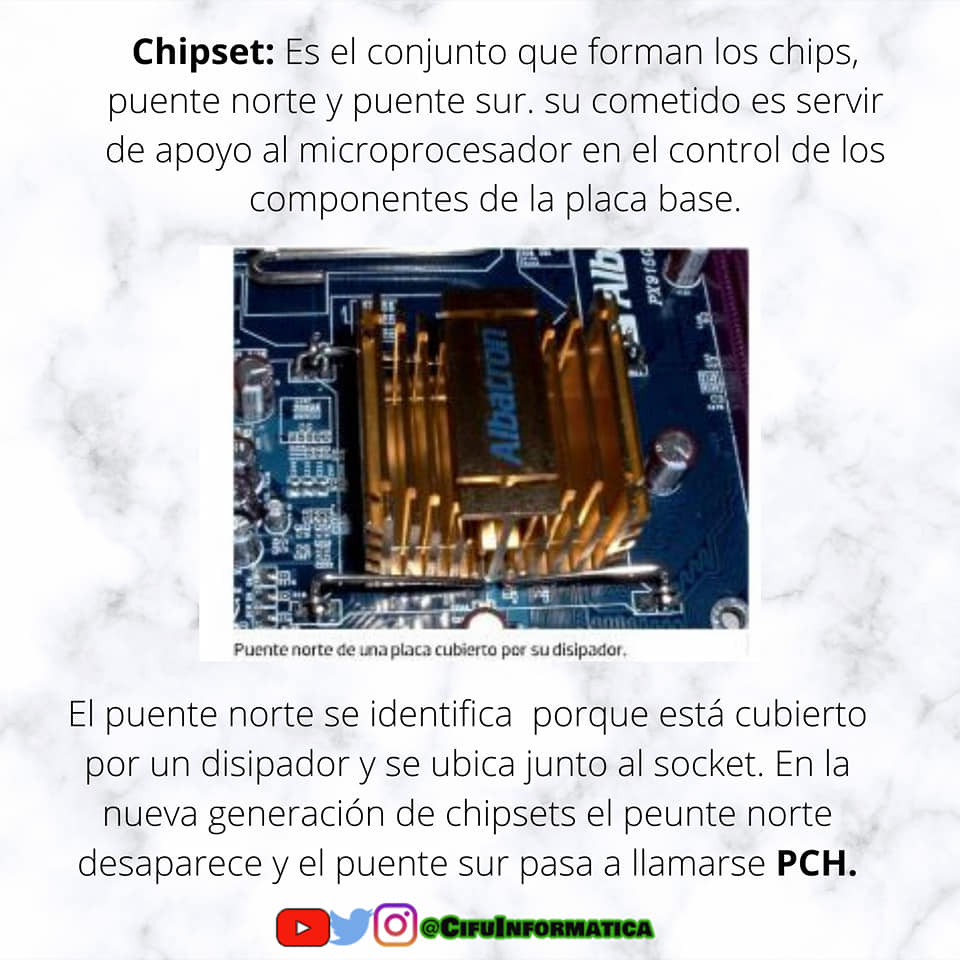 Chipset: Es el conjunto que forman los chips,
puente norte y puente sur. su cometido es servir
de apoyo al microprocesador en el control de los
componentes de la placa base.
Albatron
Alb
PX915G
Puente norte de una placa cubierto por su disipador.
El puente norte se identifica porque está cubierto
por un disipador y se ubica junto al socket. En la
nueva generación de chipsets el peunte norte
desaparece y el puente sur pasa a llamarse PCH.
@CifuInformatica